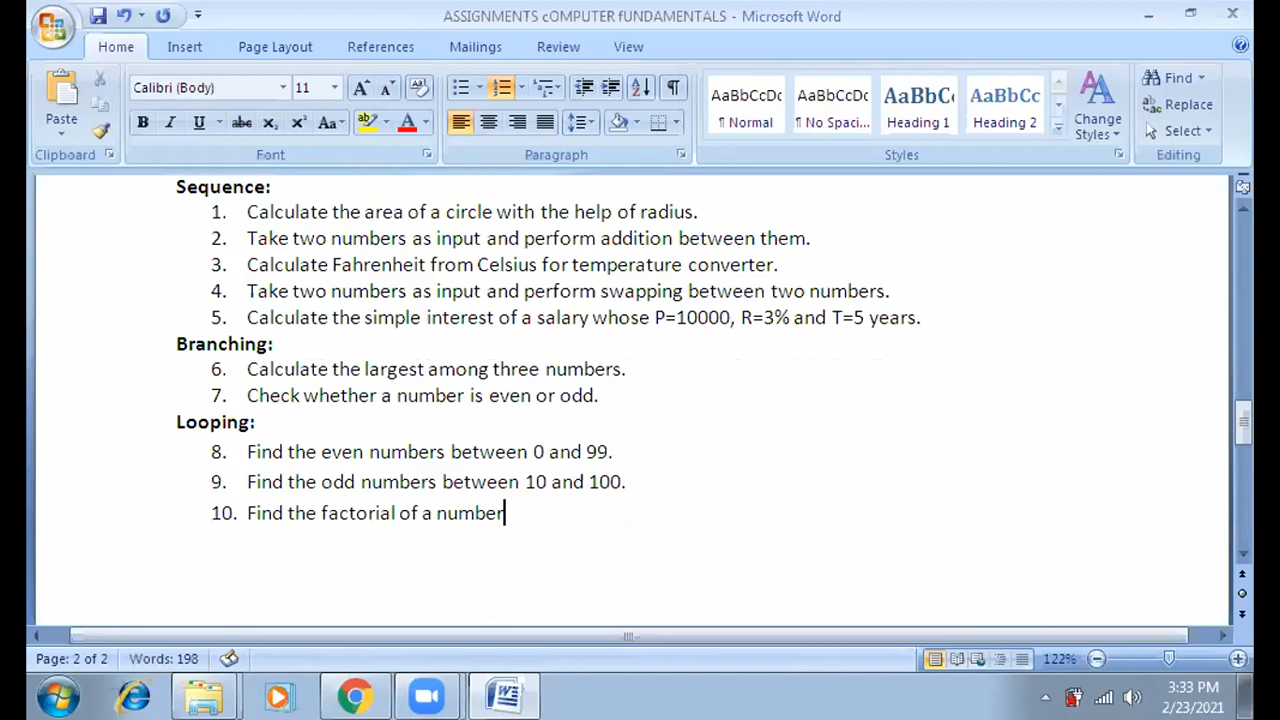 ASSIGNMENTS cOMPUTER fUNDAMENTALS - Microsoft Word
Home Insert Page Layout References Mailings Review View
Calibri (Body) 11 AaBbCcDc AaBbCcDc AaBbC AaBbCc Find
Replace
Paste B I U abc X₂ X² Aa ¶ Normal ¶ No Spaci... Heading 1 Heading 2 Change Styles Select
Clipboard Font Paragraph Styles Editing
Sequence:
1. Calculate the area of a circle with the help of radius.
2. Take two numbers as input and perform addition between them.
3. Calculate Fahrenheit from Celsius for temperature converter.
4. Take two numbers as input and perform swapping between two numbers.
5. Calculate the simple interest of a salary whose P=10000, R=3% and T=5 years.
Branching:
6. Calculate the largest among three numbers.
7. Check whether a number is even or odd.
Looping:
8. Find the even numbers between 0 and 99.
9. Find the odd numbers between 10 and 100.
10. Find the factorial of a number
Page: 2 of 2 Words: 198 122%
3:33 PM
2/23/2021